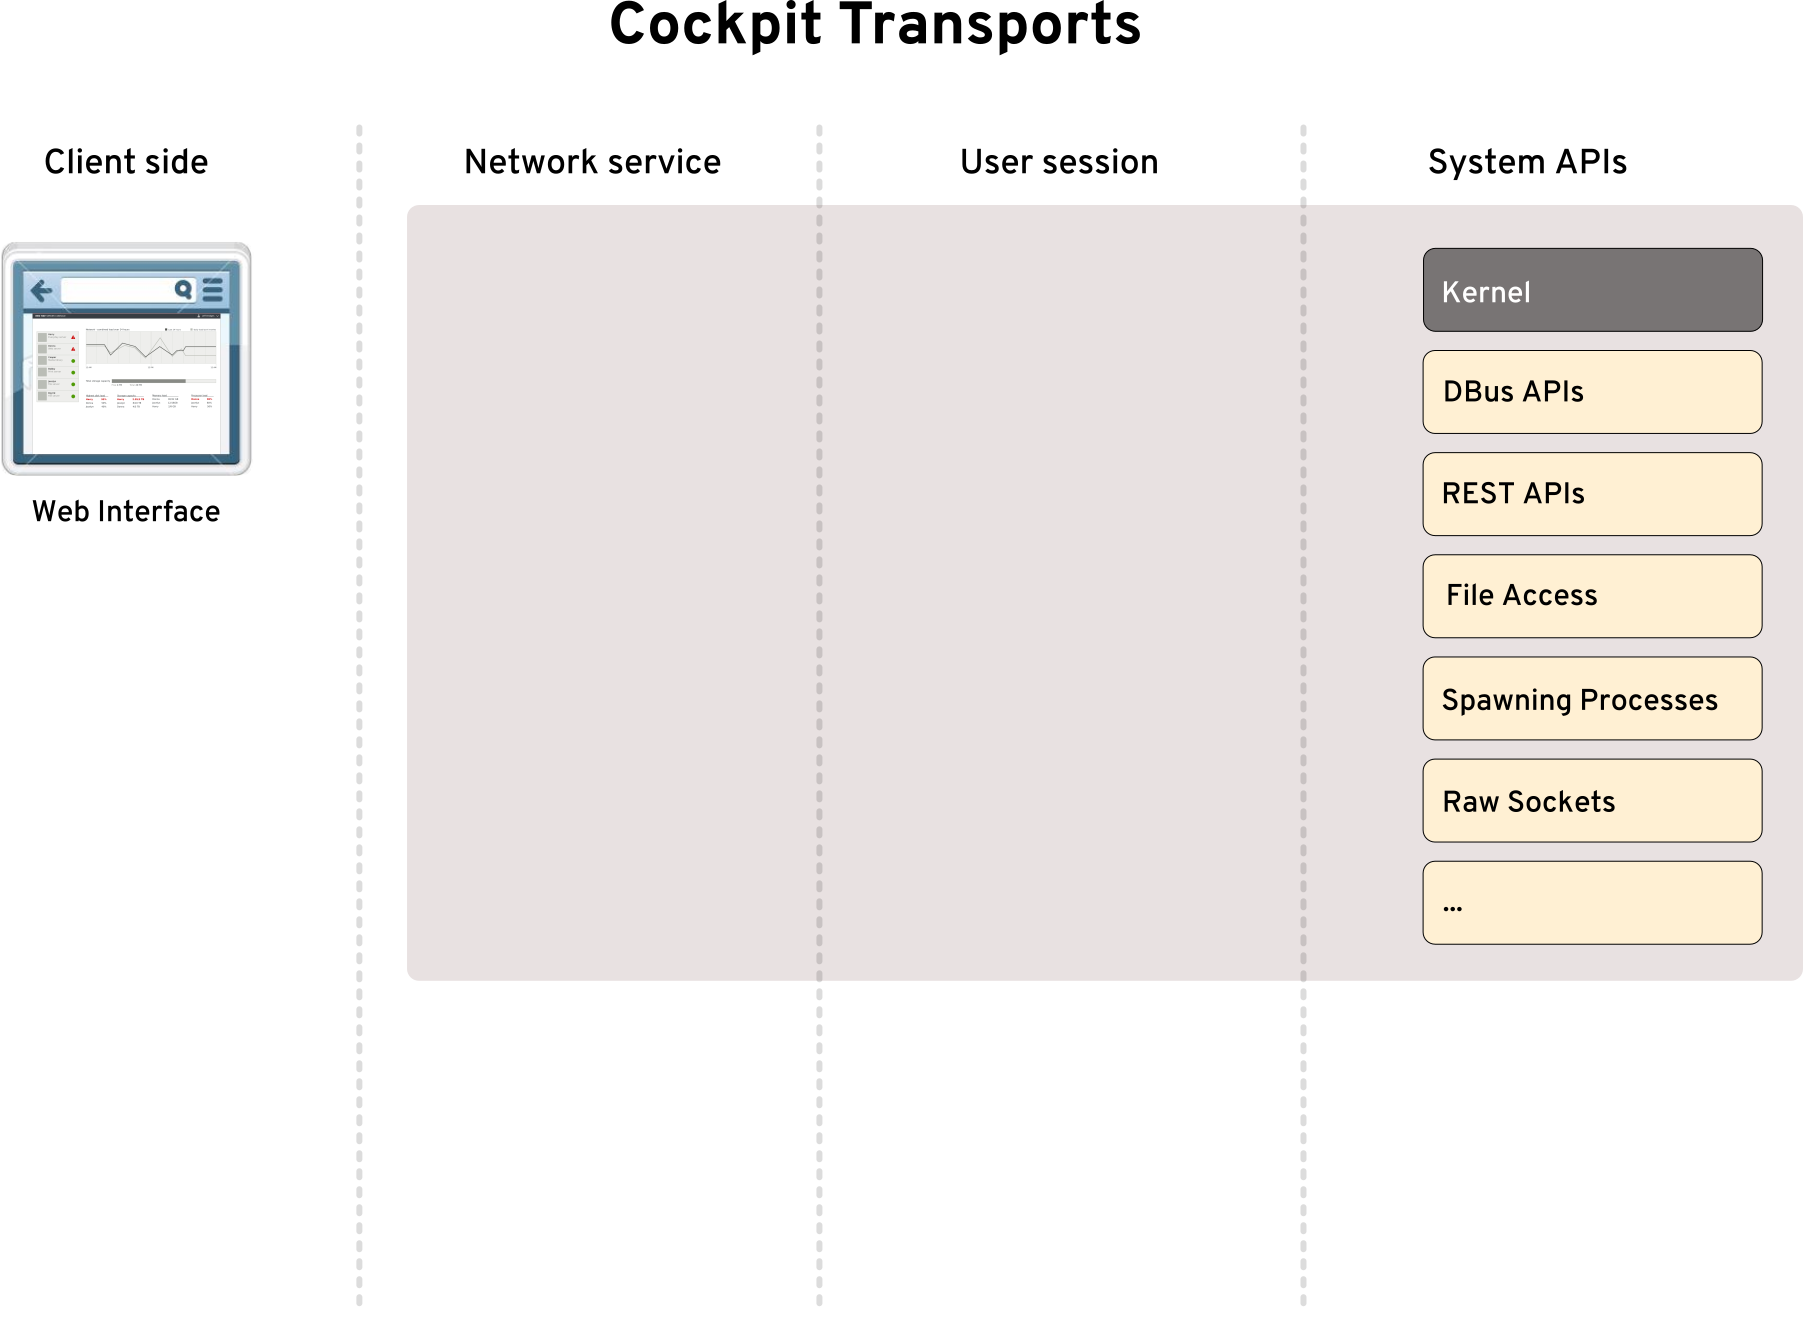 Cockpit Transports
Client side
Network service
User session
System APIs
Web Interface
Kernel
DBus APIs
REST APIs
File Access
Spawning Processes
Raw Sockets
...